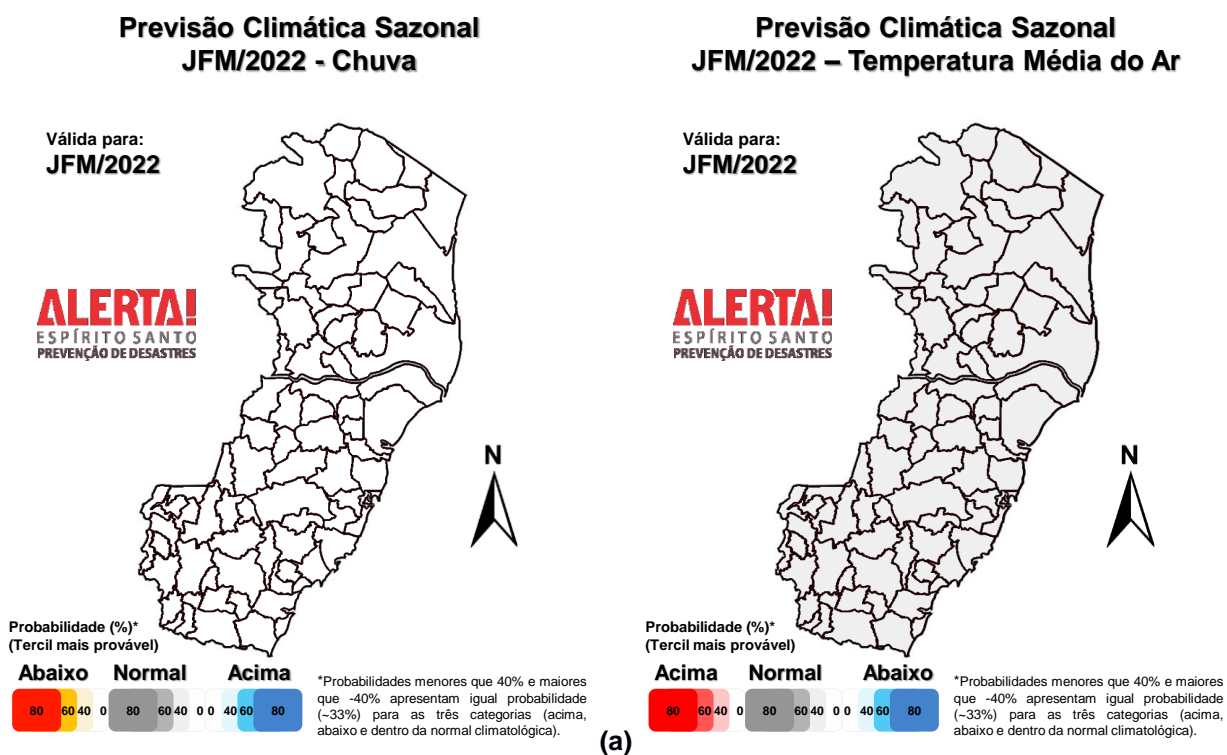 Previsão Climática Sazonal
JFM/2022 - Chuva
Válida para:
JFM/2022
ALERTA!
ESPÍRITO SANTO
PREVENÇÃO DE DESASTRES
N
Probabilidade (%)*
(Tercil mais provável)
Abaixo Normal Acima
80 60 40 0 80 60 40 0 0 40 60 80
*Probabilidades menores que 40% e maiores
que -40% apresentam igual probabilidade
(~33%) para as três categorias (acima,
abaixo e dentro da normal climatológica).
Previsão Climática Sazonal
JFM/2022 – Temperatura Média do Ar
Válida para:
JFM/2022
ALERTA!
ESPÍRITO SANTO
PREVENÇÃO DE DESASTRES
N
Probabilidade (%)*
(Tercil mais provável)
Acima Normal Abaixo
80 60 40 0 80 60 40 0 0 40 60 80
*Probabilidades menores que 40% e maiores
que -40% apresentam igual probabilidade
(~33%) para as três categorias (acima,
abaixo e dentro da normal climatológica).
(a)